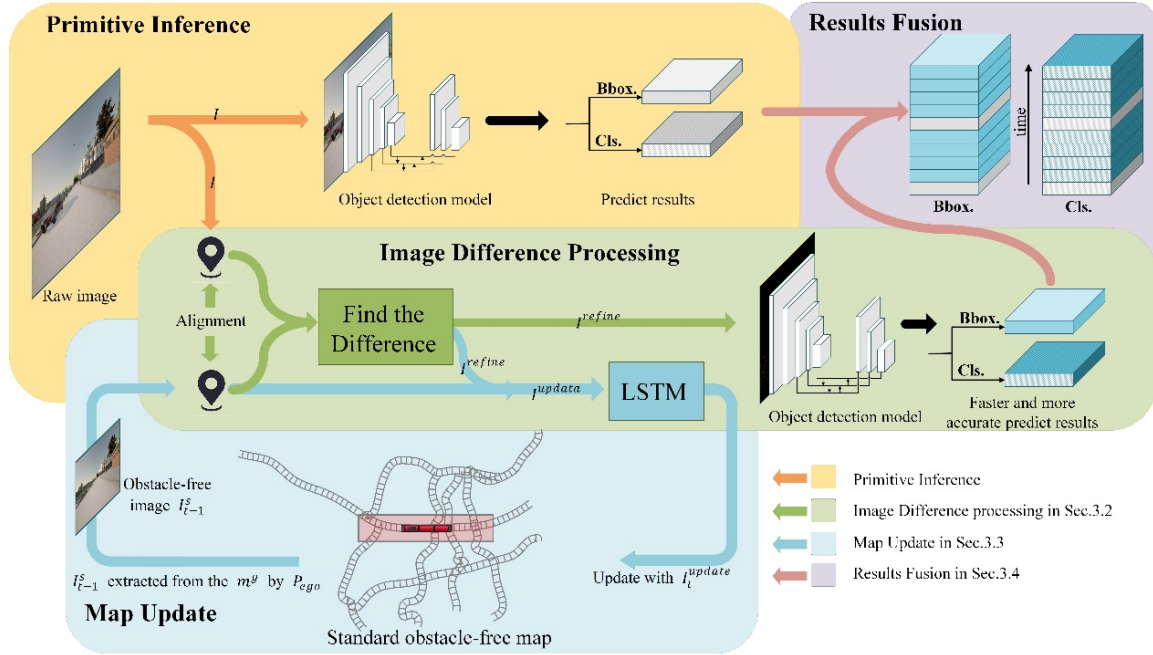 Primitive Inference
Results Fusion
I
I
Bbox.
Cls.
Object detection model
Predict results
time
Bbox.
Cls.
Raw image
Image Difference Processing
Alignment
Find the
Difference
I^{refine}
I^{refine}
I^{updata}
LSTM
Bbox.
Cls.
Object detection model
Faster and more
accurate predict results
Obstacle-free
image I^{s}_{t-1}
I^{s}_{t-1} extracted from the m^{g} by P_{ego}
Update with I^{update}_{t}
Map Update
Standard obstacle-free map
Primitive Inference
Image Difference processing in Sec.3.2
Map Update in Sec.3.3
Results Fusion in Sec.3.4